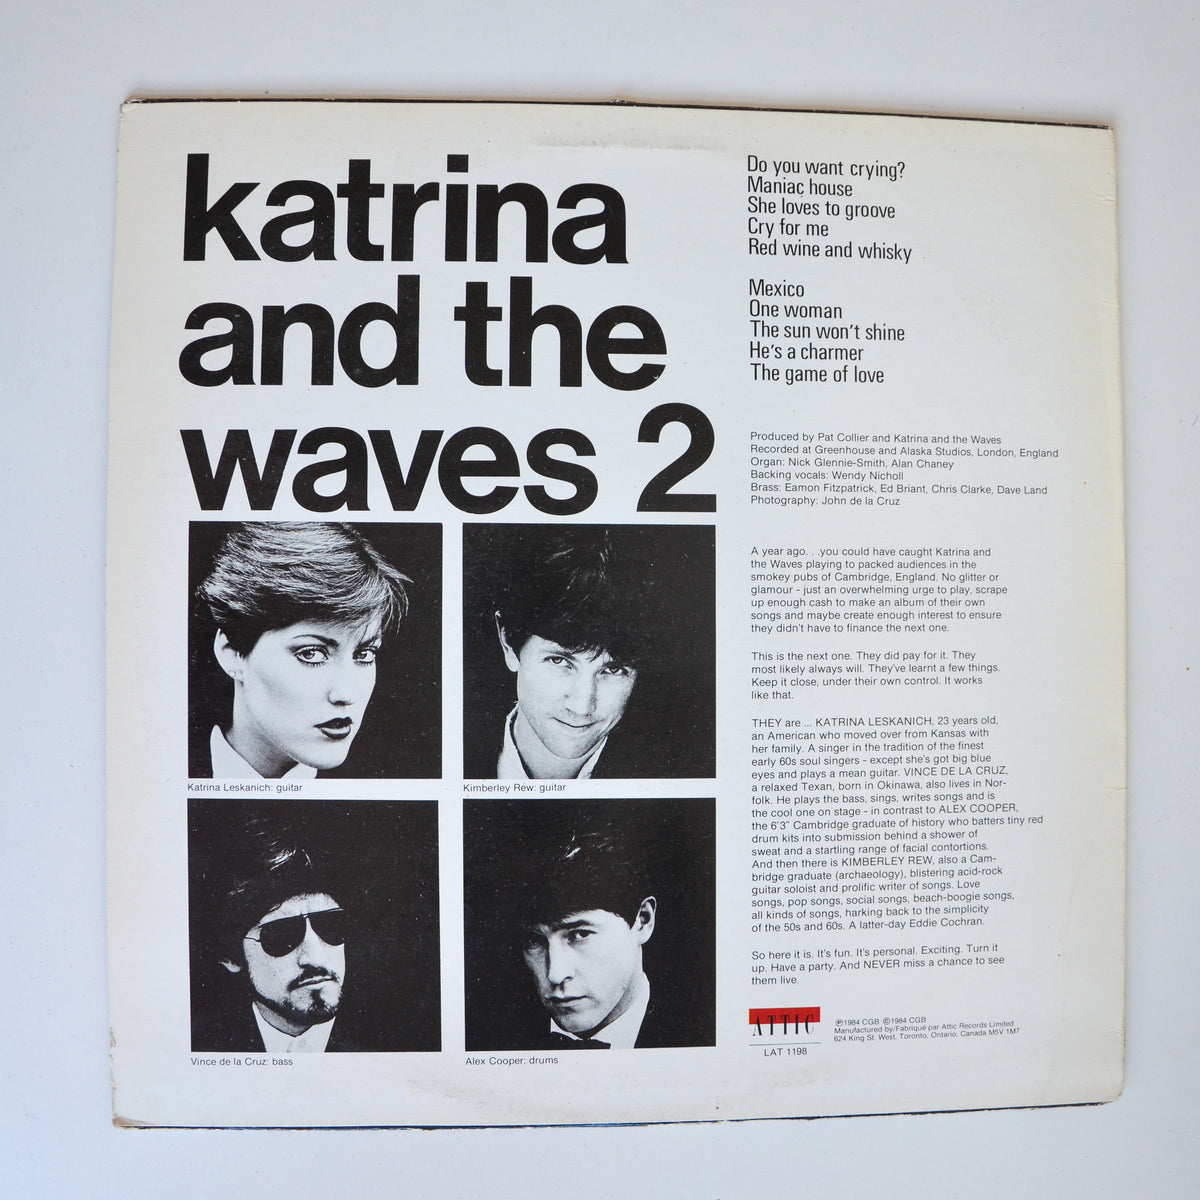 katrina
and the
waves 2
Do you want crying?
Maniac house
She loves to groove
Cry for me
Red wine and whisky
Mexico
One woman
The sun won't shine
He's a charmer
The game of love
Produced by Pat Collier and Katrina and the Waves
Recorded at Greenhouse and Alaska Studios, London, England
Organ: Nick Glennie-Smith, Alan Chaney
Backing vocals: Wendy Nicholl
Brass: Eamon Fitzpatrick, Ed Briant, Chris Clarke, Dave Land
Photography: John de la Cruz
A year ago. . .you could have caught Katrina and
the Waves playing to packed audiences in the
smokey pubs of Cambridge, England. No glitter or
glamour - just an overwhelming urge to play, scrape
up enough cash to make an album of their own
songs and maybe create enough interest to ensure
they didn't have to finance the next one.
This is the next one. They did pay for it. They
most likely always will. They've learnt a few things.
Keep it close, under their own control. It works
like that.
THEY are ... KATRINA LESKANICH, 23 years old,
an American who moved over from Kansas with
her family. A singer in the tradition of the finest
early 60s soul singers - except she's got big blue
eyes and plays a mean guitar. VINCE DE LA CRUZ,
a relaxed Texan, born in Okinawa, also lives in Nor-
folk. He plays the bass, sings, writes songs and is
the cool one on stage - in contrast to ALEX COOPER,
the 6'3" Cambridge graduate of history who batters tiny red
drum kits into submission behind a shower of
sweat and a startling range of facial contortions.
And then there is KIMBERLEY REW, also a Cam-
bridge graduate (archaeology), blistering acid-rock
guitar soloist and prolific writer of songs. Love
songs, pop songs, social songs, beach-boogie songs,
all kinds of songs, harking back to the simplicity
of the 50s and 60s. A latter-day Eddie Cochran.
So here it is. It's fun. It's personal. Exciting. Turn it
up. Have a party. And NEVER miss a chance to see
them live.
Katrina Leskanich: guitar
Kimberley Rew: guitar
Vince de la Cruz: bass
Alex Cooper: drums
ATTIC
LAT 1198
℗1984 CGB ©1984 CGB
Manufactured by/Fabriqué par Attic Records Limited
624 King St. West, Toronto, Ontario, Canada M5V 1M7